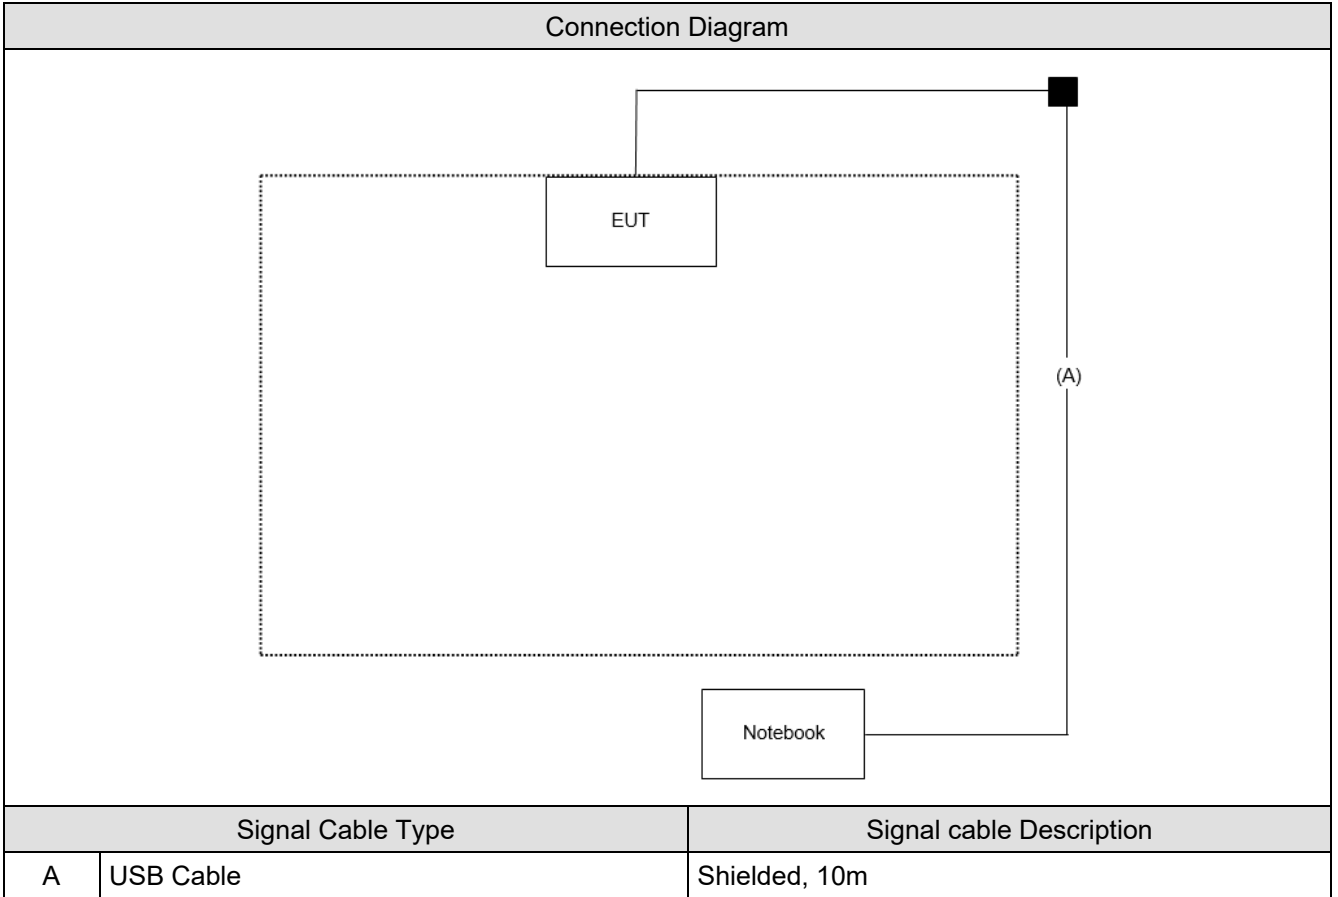 Connection Diagram
EUT
(A)
Notebook
Signal Cable Type Signal cable Description
A USB Cable Shielded, 10m